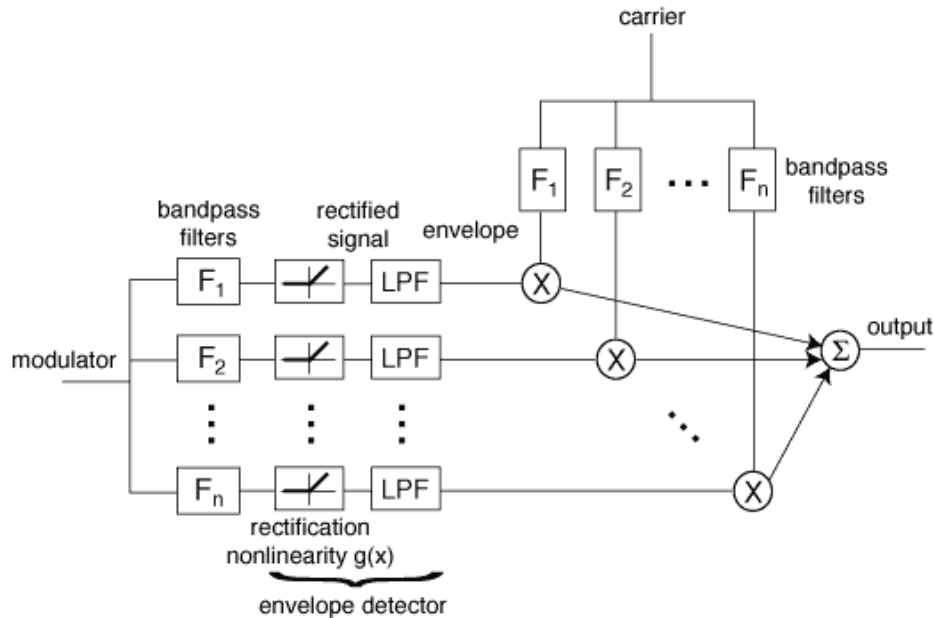 carrier
F1
F2
Fn
bandpass
filters
bandpass
filters
rectified
signal
envelope
F1
LPF
X
modulator
F2
LPF
X
Σ
output
Fn
LPF
X
rectification
nonlinearity g(x)
envelope detector